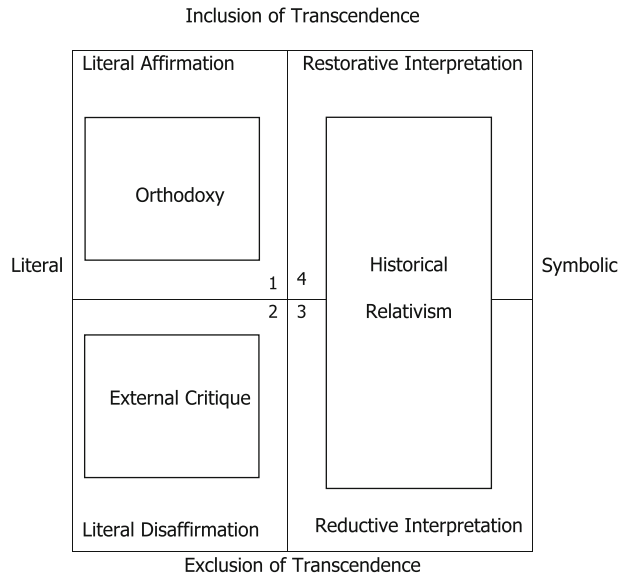 Inclusion of Transcendence
Literal Affirmation
Restorative Interpretation
Orthodoxy
Literal
Historical
Symbolic
1
4
2
3
Relativism
External Critique
Literal Disaffirmation
Reductive Interpretation
Exclusion of Transcendence